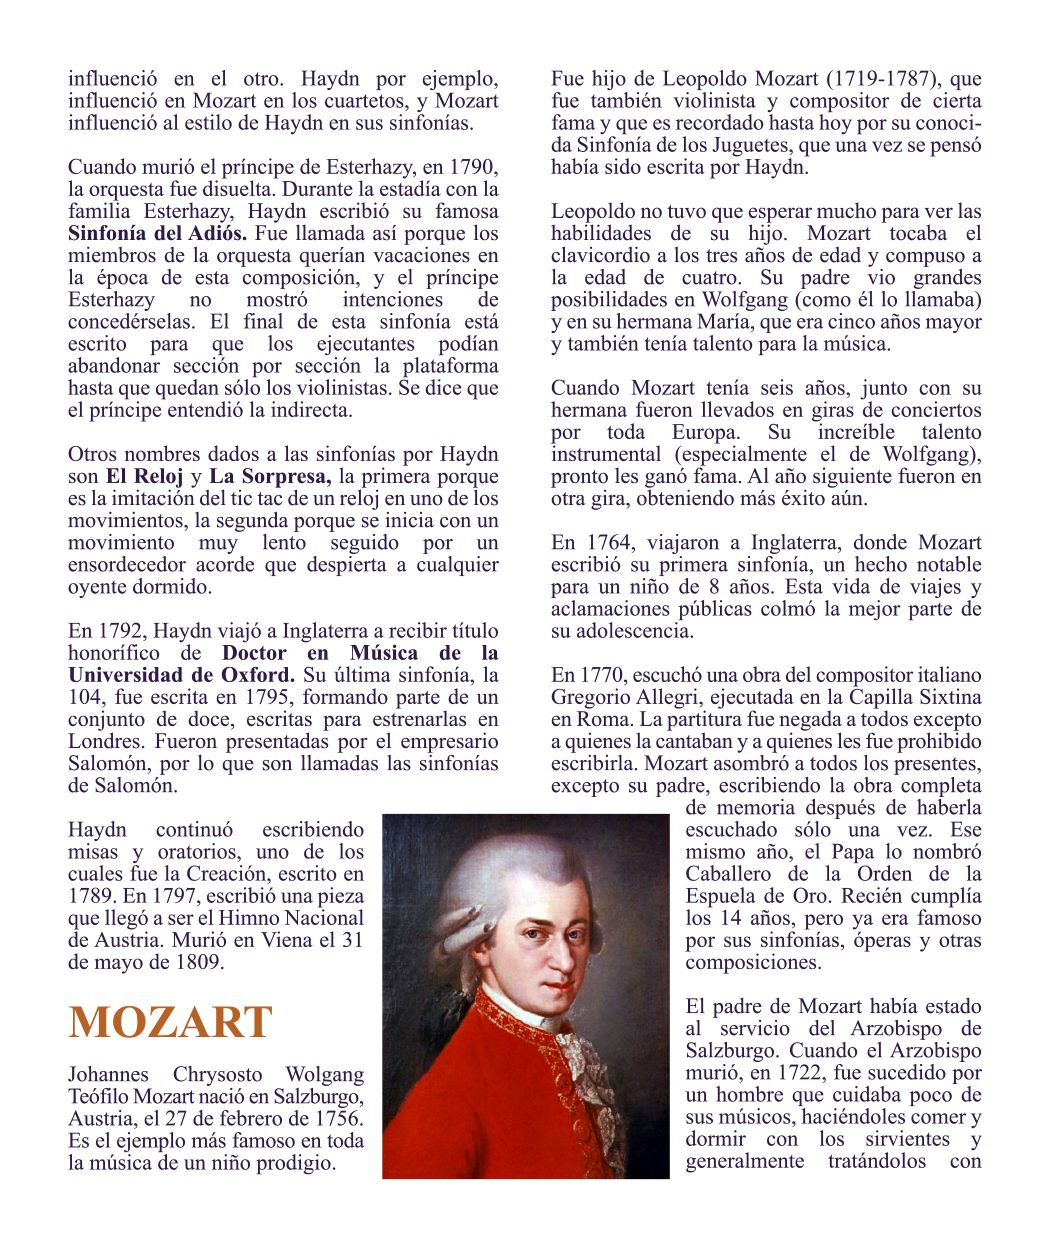 influenció en el otro. Haydn por ejemplo,
influenció en Mozart en los cuartetos, y Mozart
influenció al estilo de Haydn en sus sinfonías.
Cuando murió el príncipe de Esterhazy, en 1790,
la orquesta fue disuelta. Durante la estadía con la
familia Esterhazy, Haydn escribió su famosa
Sinfonía del Adiós. Fue llamada así porque los
miembros de la orquesta querían vacaciones en
la época de esta composición, y el príncipe
Esterhazy no mostró intenciones de
concedérselas. El final de esta sinfonía está
escrito para que los ejecutantes podían
abandonar sección por sección la plataforma
hasta que quedan sólo los violinistas. Se dice que
el príncipe entendió la indirecta.
Otros nombres dados a las sinfonías por Haydn
son El Reloj y La Sorpresa, la primera porque
es la imitación del tic tac de un reloj en uno de los
movimientos, la segunda porque se inicia con un
movimiento muy lento seguido por un
ensordecedor acorde que despierta a cualquier
oyente dormido.
En 1792, Haydn viajó a Inglaterra a recibir título
honorífico de Doctor en Música de la
Universidad de Oxford. Su última sinfonía, la
104, fue escrita en 1795, formando parte de un
conjunto de doce, escritas para estrenarlas en
Londres. Fueron presentadas por el empresario
Salomón, por lo que son llamadas las sinfonías
de Salomón.
Haydn continuó escribiendo
misas y oratorios, uno de los
cuales fue la Creación, escrito en
1789. En 1797, escribió una pieza
que llegó a ser el Himno Nacional
de Austria. Murió en Viena el 31
de mayo de 1809.
MOZART
Johannes Chrysosto Wolgang
Teófilo Mozart nació en Salzburgo,
Austria, el 27 de febrero de 1756.
Es el ejemplo más famoso en toda
la música de un niño prodigio.
Fue hijo de Leopoldo Mozart (1719-1787), que
fue también violinista y compositor de cierta
fama y que es recordado hasta hoy por su conoci-
da Sinfonía de los Juguetes, que una vez se pensó
había sido escrita por Haydn.
Leopoldo no tuvo que esperar mucho para ver las
habilidades de su hijo. Mozart tocaba el
clavicordio a los tres años de edad y compuso a
la edad de cuatro. Su padre vio grandes
posibilidades en Wolfgang (como él lo llamaba)
y en su hermana María, que era cinco años mayor
y también tenía talento para la música.
Cuando Mozart tenía seis años, junto con su
hermana fueron llevados en giras de conciertos
por toda Europa. Su increíble talento
instrumental (especialmente el de Wolfgang),
pronto les ganó fama. Al año siguiente fueron en
otra gira, obteniendo más éxito aún.
En 1764, viajaron a Inglaterra, donde Mozart
escribió su primera sinfonía, un hecho notable
para un niño de 8 años. Esta vida de viajes y
aclamaciones públicas colmó la mejor parte de
su adolescencia.
En 1770, escuchó una obra del compositor italiano
Gregorio Allegri, ejecutada en la Capilla Sixtina
en Roma. La partitura fue negada a todos excepto
a quienes la cantaban y a quienes les fue prohibido
escribirla. Mozart asombró a todos los presentes,
excepto su padre, escribiendo la obra completa
de memoria después de haberla
escuchado sólo una vez. Ese
mismo año, el Papa lo nombró
Caballero de la Orden de la
Espuela de Oro. Recién cumplía
los 14 años, pero ya era famoso
por sus sinfonías, óperas y otras
composiciones.
El padre de Mozart había estado
al servicio del Arzobispo de
Salzburgo. Cuando el Arzobispo
murió, en 1722, fue sucedido por
un hombre que cuidaba poco de
sus músicos, haciéndoles comer y
dormir con los sirvientes y
generalmente tratándolos con